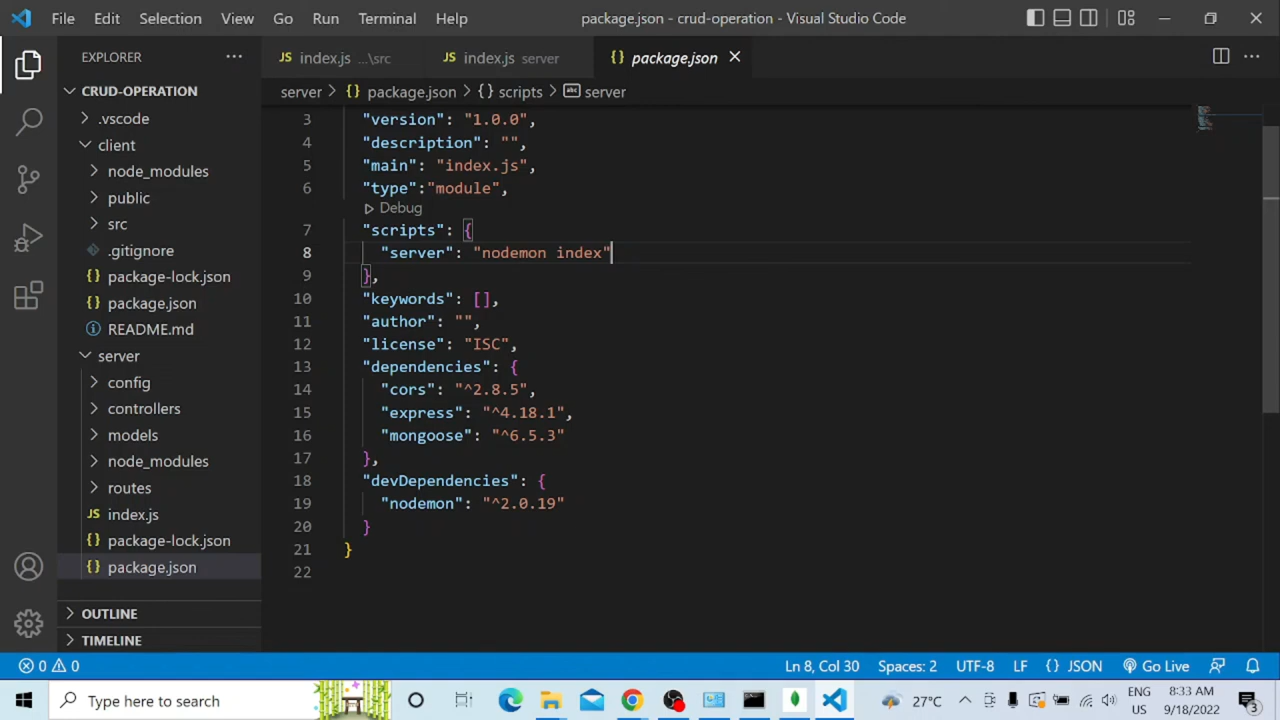 File Edit Selection View Go Run Terminal Help
package.json - crud-operation - Visual Studio Code
EXPLORER
JS index.js ...\src
JS index.js server
{} package.json
server > {} package.json > {} scripts > abc server
CRUD-OPERATION
.vscode
client
node_modules
public
src
.gitignore
{} package-lock.json
{} package.json
README.md
server
config
controllers
models
node_modules
routes
JS index.js
{} package-lock.json
{} package.json
OUTLINE
TIMELINE
3 "version": "1.0.0",
4 "description": "",
5 "main": "index.js",
6 "type":"module",
Debug
7 "scripts": {
8 "server": "nodemon index"
9 },
10 "keywords": [],
11 "author": "",
12 "license": "ISC",
13 "dependencies": {
14 "cors": "^2.8.5",
15 "express": "^4.18.1",
16 "mongoose": "^6.5.3"
17 },
18 "devDependencies": {
19 "nodemon": "^2.0.19"
20 }
21 }
22
0 0
Ln 8, Col 30 Spaces: 2 UTF-8 LF {} JSON Go Live
Type here to search
27°C
ENG
US
8:33 AM
9/18/2022
3